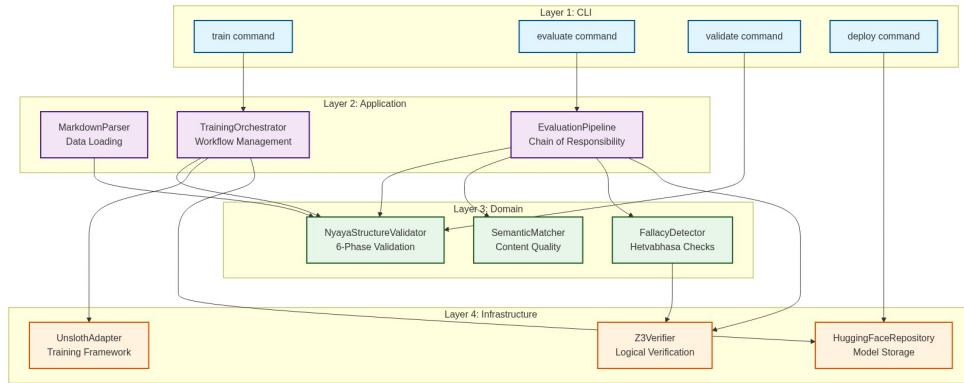 Layer 1: CLI
train command
evaluate command
validate command
deploy command
Layer 2: Application
MarkdownParser
Data Loading
TrainingOrchestrator
Workflow Management
EvaluationPipeline
Chain of Responsibility
Layer 3: Domain
NyayaStructureValidator
6-Phase Validation
SemanticMatcher
Content Quality
FallacyDetector
Hetvabhasa Checks
Layer 4: Infrastructure
UnslothAdapter
Training Framework
Z3Verifier
Logical Verification
HuggingFaceRepository
Model Storage